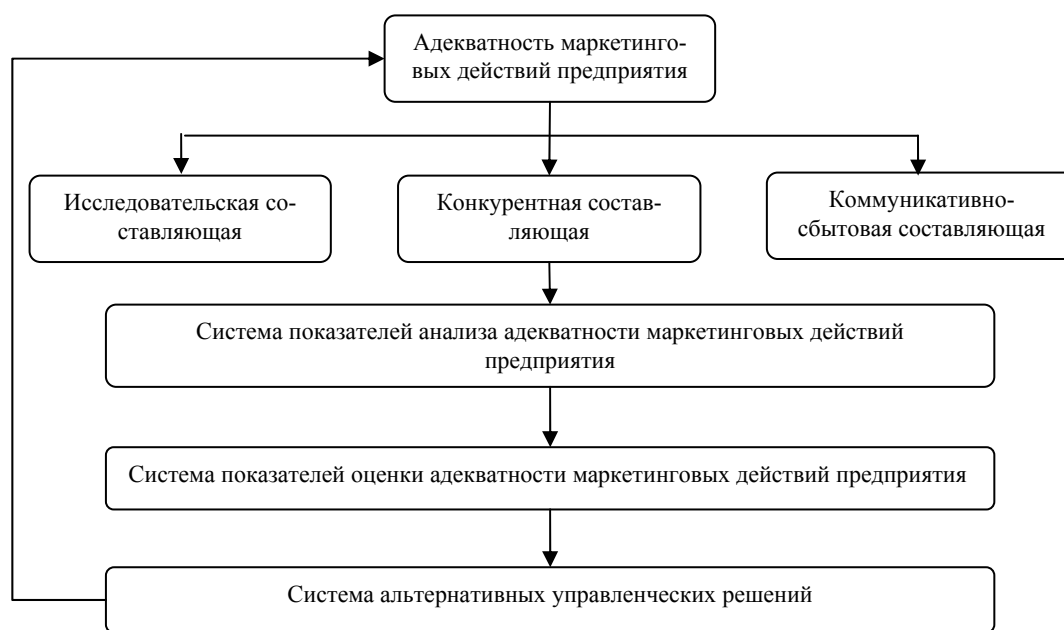 Адекватность маркетинго-
вых действий предприятия
Исследовательская со-
ставляющая
Конкурентная состав-
ляющая
Коммуникативно-
сбытовая составляющая
Система показателей анализа адекватности маркетинговых действий
предприятия
Система показателей оценки адекватности маркетинговых действий предприятия
Система альтернативных управленческих решений